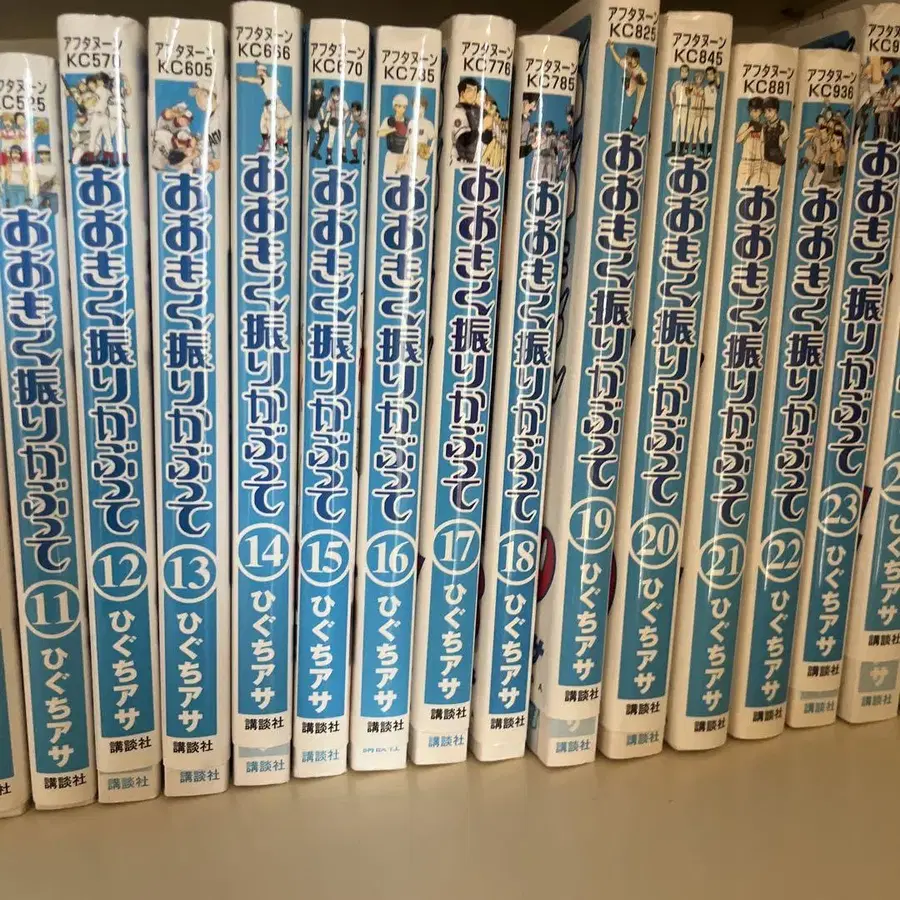 アフタヌーン
KC525
おおきく振りかぶって
11
ひぐちアサ
講談社
アフタヌーン
KC570
おおきく振りかぶって
12
ひぐちアサ
講談社
アフタヌーン
KC605
おおきく振りかぶって
13
ひぐちアサ
講談社
アフタヌーン
KC666
おおきく振りかぶって
14
ひぐちアサ
講談社
アフタヌーン
KC670
おおきく振りかぶって
15
ひぐちアサ
講談社
アフタヌーン
KC735
おおきく振りかぶって
16
ひぐちアサ
アフタヌーン
KC776
おおきく振りかぶって
17
ひぐちアサ
講談社
アフタヌーン
KC785
おおきく振りかぶって
18
ひぐちアサ
講談社
アフタヌーン
KC825
おおきく振りかぶって
19
ひぐちアサ
講談社
アフタヌーン
KC845
おおきく振りかぶって
20
ひぐちアサ
講談社
アフタヌーン
KC881
おおきく振りかぶって
21
ひぐちアサ
講談社
アフタヌーン
KC936
おおきく振りかぶって
22
ひぐちアサ
講談社
おおきく振りかぶって
23
ひぐちアサ
講談社
ひぐちアサ
講談社
サ